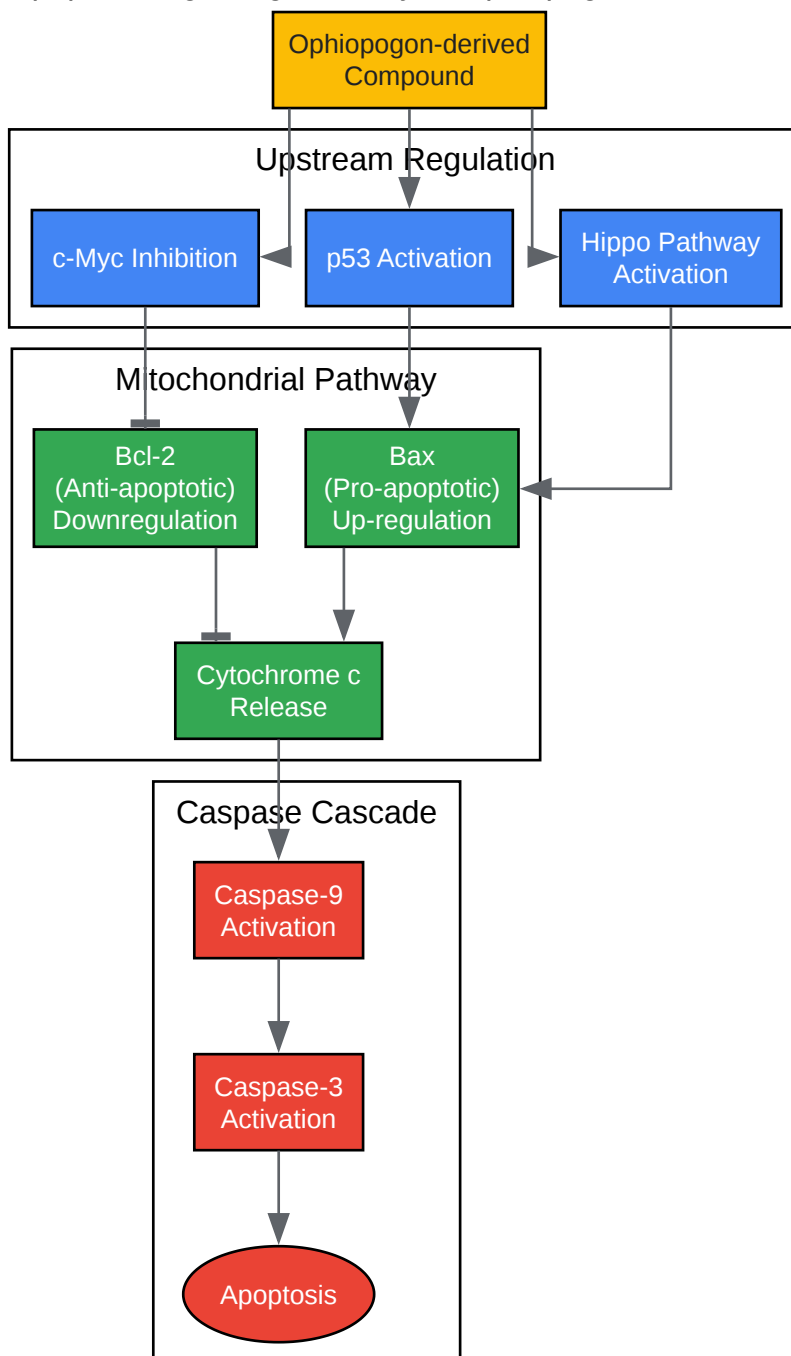 Ophiopogon-derived
Compound
Upstream Regulation
c-Myc Inhibition
p53 Activation
Hippo Pathway
Activation
Mitochondrial Pathway
Bcl-2
(Anti-apoptotic)
Downregulation
Bax
(Pro-apoptotic)
Up-regulation
Cytochrome c
Release
Caspase Cascade
Caspase-9
Activation
Caspase-3
Activation
Apoptosis